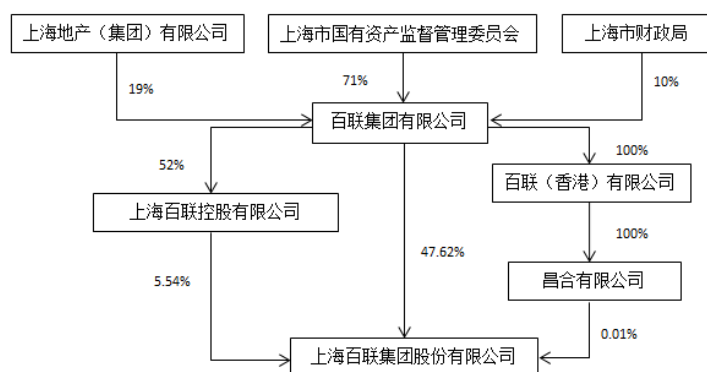 上海地产（集团）有限公司
上海市国有资产监督管理委员会
上海市财政局
19%
71%
10%
百联集团有限公司
52%
100%
百联（香港）有限公司
上海百联控股有限公司
100%
47.62%
5.54%
昌合有限公司
0.01%
上海百联集团股份有限公司